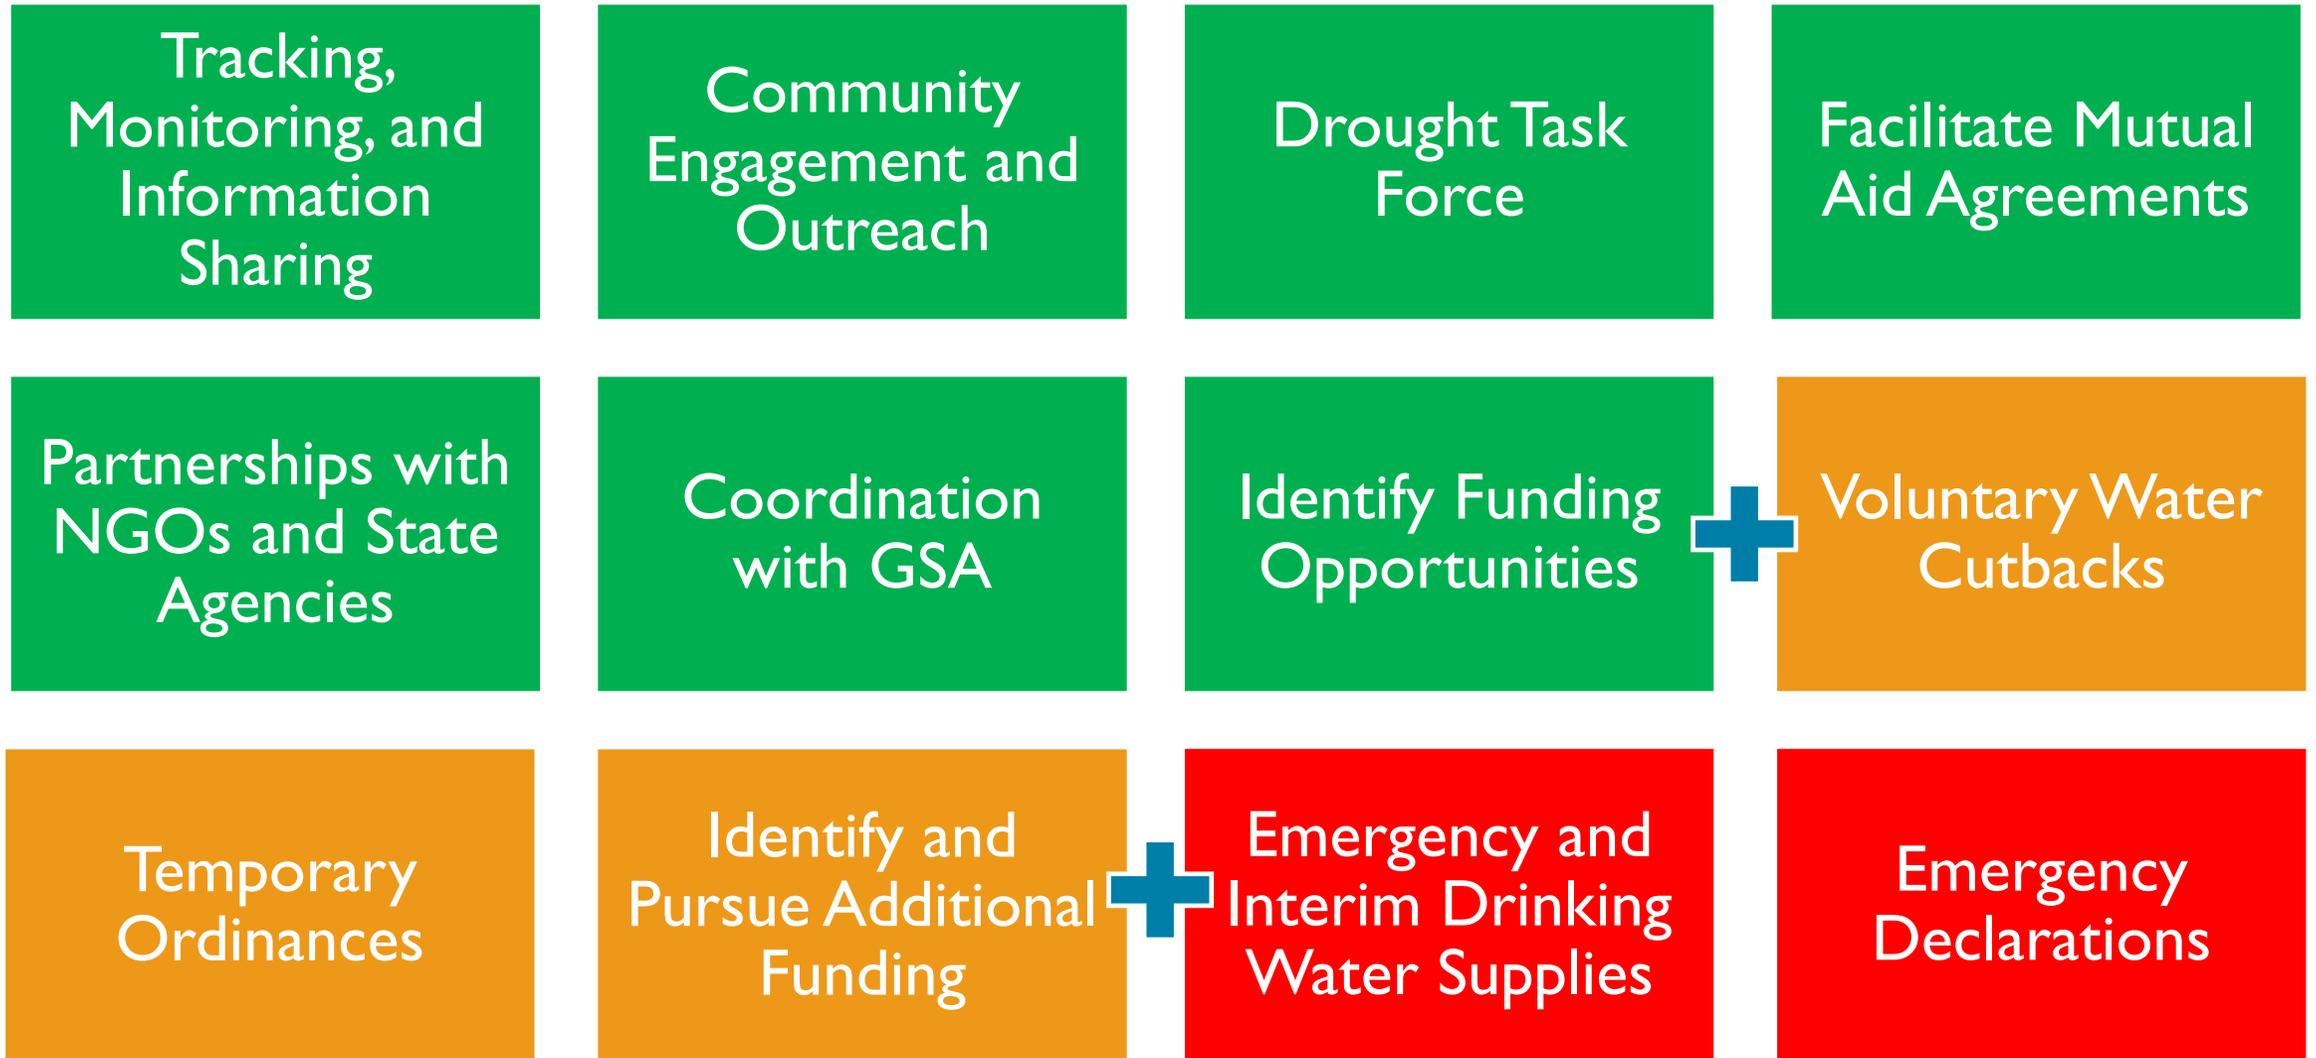 Tracking,
Monitoring, and
Information
Sharing
Community
Engagement and
Outreach
Drought Task
Force
Facilitate Mutual
Aid Agreements
Partnerships with
NGOs and State
Agencies
Coordination
with GSA
Identify Funding
Opportunities
Voluntary Water
Cutbacks
Temporary
Ordinances
Identify and
Pursue Additional
Funding
Emergency and
Interim Drinking
Water Supplies
Emergency
Declarations